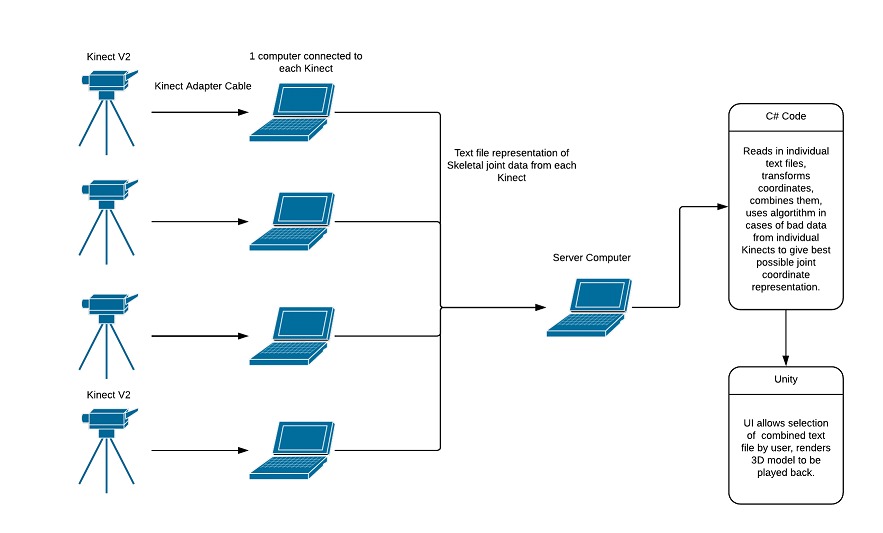 Kinect V2
1 computer connected to
each Kinect
Kinect Adapter Cable
Text file representation of
Skeletal joint data from each
Kinect
Server Computer
C# Code
Reads in individual
text files,
transforms
coordinates,
combines them,
uses algorithm in
cases of bad data
from individual
Kinects to give best
possible joint
coordinate
representation.
Kinect V2
Unity
UI allows selection
of combined text
file by user, renders
3D model to be
played back.